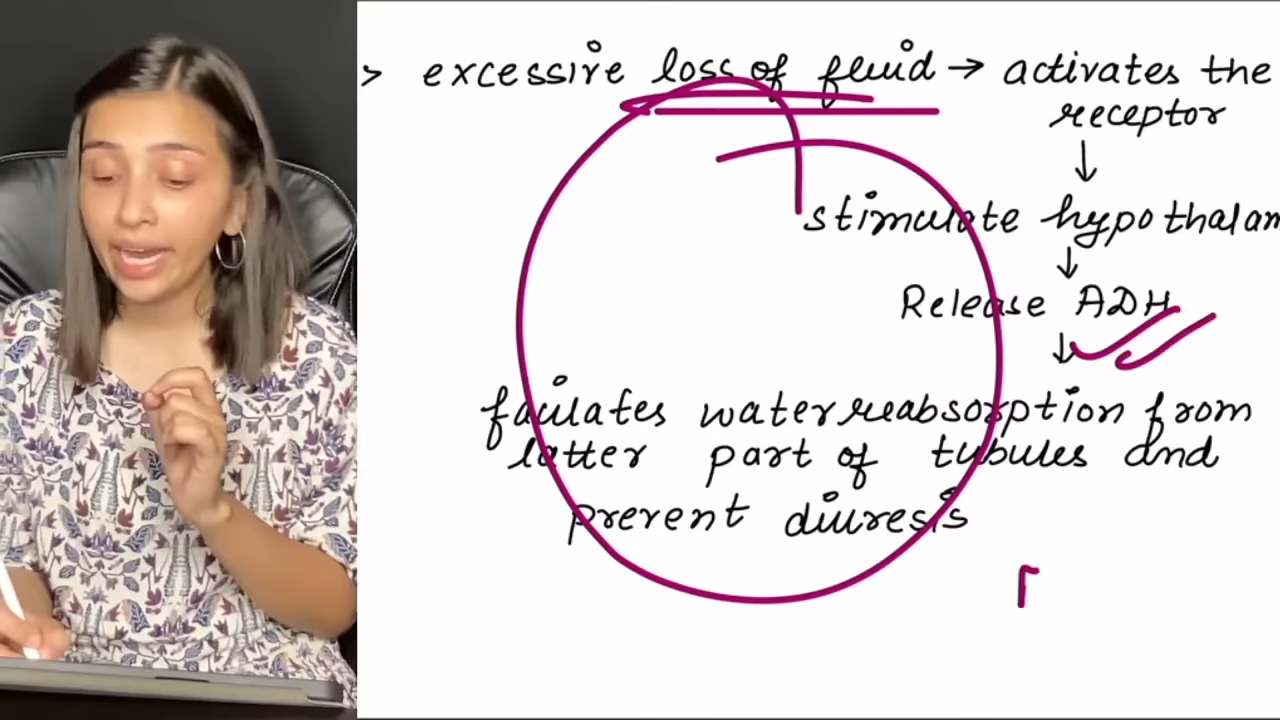 > excessive loss of fluid → activates the
receptor
↓
stimulate hypothalam
↓
Release ADH
↓
facilates water reabsorption from
latter part of tubules and
prevent diuresis